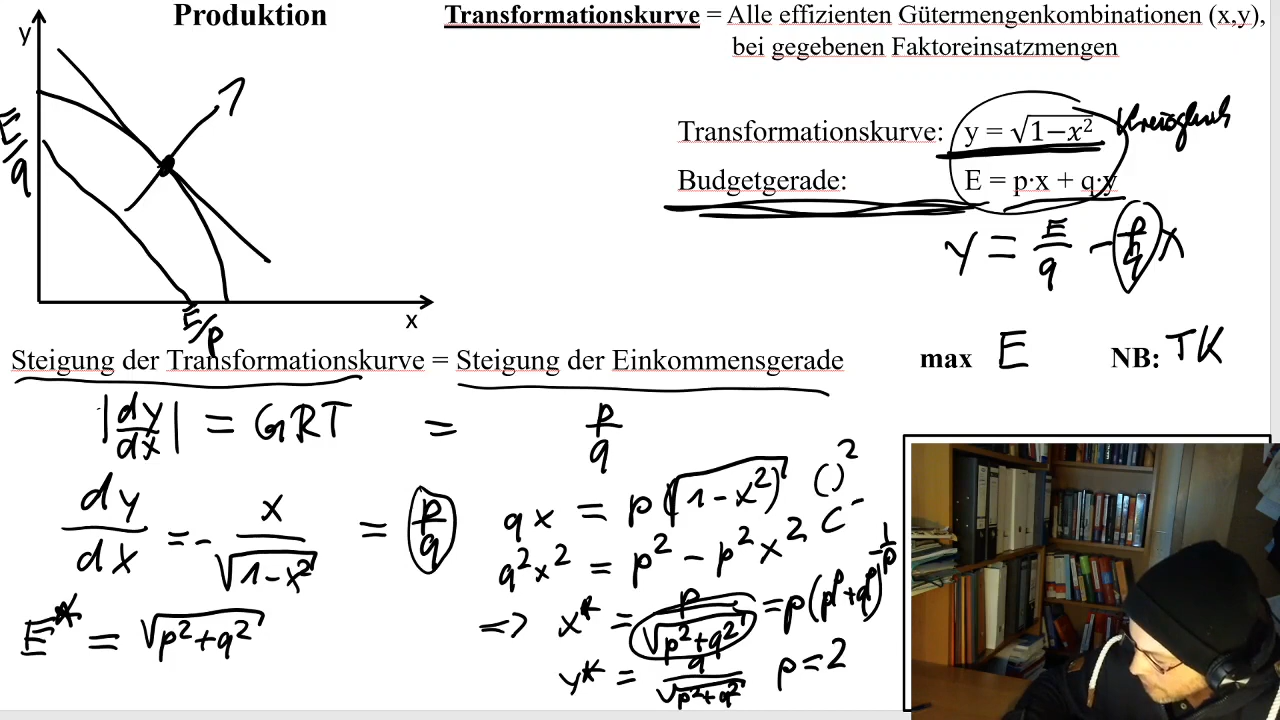 Produktion
Transformationskurve = Alle effizienten Gütermengenkombinationen (x,y),
bei gegebenen Faktoreinsatzmengen
y
E/q
x
E/p
Transformationskurve: y = √1−x²
Budgetgerade: E = p·x + q·y
y = E/q − p/q x
Steigung der Transformationskurve = Steigung der Einkommensgerade
max E NB: TK
|dy/dx| = GRT = p/q
dy/dx = − x/√1−x² = p/q
qx = p(√1−x²) ()²
q²x² = p² − p²x²
E* = √p²+q²
=> x* = p/√p²+q² = p(p^ρ+q^ρ)^−1/ρ
y* = q/√p²+q² ρ=2